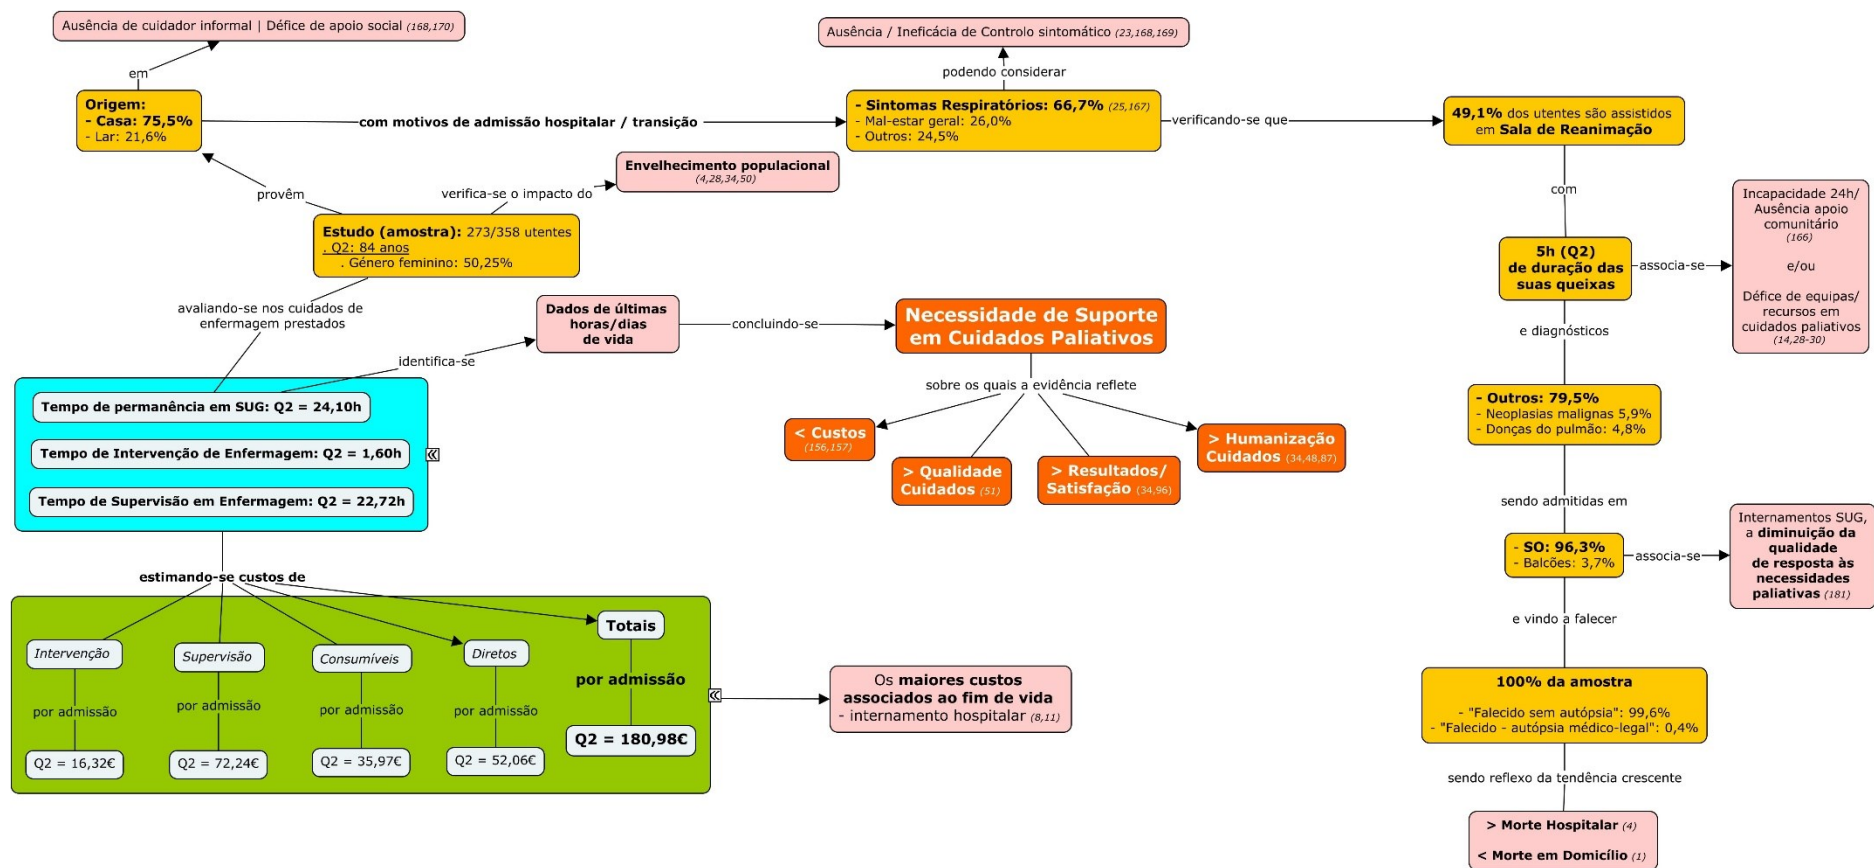 Ausência de cuidador informal | Défice de apoio social (168,170)
em
Origem:
- Casa: 75,5%
- Lar: 21,6%
com motivos de admissão hospitalar / transição
Ausência / Ineficácia de Controlo sintomático (23,168,169)
podendo considerar
- Sintomas Respiratórios: 66,7% (25,167)
- Mal-estar geral: 26,0%
- Outros: 24,5%
verificando-se que
49,1% dos utentes são assistidos
em Sala de Reanimação
provêm
verifica-se o impacto do
Envelhecimento populacional
(4,28,34,50)
Estudo (amostra): 273/358 utentes
. Q2: 84 anos
. Género feminino: 50,25%
com
5h (Q2)
de duração das
suas queixas
associa-se
Incapacidade 24h/
Ausência apoio
comunitário
(166)
e/ou
Défice de equipas/
recursos em
cuidados paliativos
(14,28-30)
avaliando-se nos cuidados de
enfermagem prestados
identifica-se
Dados de últimas
horas/dias
de vida
concluindo-se
Necessidade de Suporte
em Cuidados Paliativos
sobre os quais a evidência reflete
< Custos
(156,157)
> Qualidade
Cuidados (51)
> Resultados/
Satisfação (34,96)
> Humanização
Cuidados (34,48,87)
e diagnósticos
- Outros: 79,5%
- Neoplasias malignas 5,9%
- Donças do pulmão: 4,8%
Tempo de permanência em SUG: Q2 = 24,10h
Tempo de Intervenção de Enfermagem: Q2 = 1,60h
Tempo de Supervisão em Enfermagem: Q2 = 22,72h
sendo admitidas em
- SO: 96,3%
- Balcões: 3,7%
associa-se
Internamentos SUG,
a diminuição da
qualidade
de resposta às
necessidades
paliativas (181)
estimando-se custos de
Intervenção
por admissão
Q2 = 16,32€
Supervisão
por admissão
Q2 = 72,24€
Consumíveis
por admissão
Q2 = 35,97€
Diretos
por admissão
Q2 = 52,06€
Totais
por admissão
Q2 = 180,98€
Os maiores custos
associados ao fim de vida
- internamento hospitalar (8,11)
e vindo a falecer
100% da amostra
- "Falecido sem autópsia": 99,6%
- "Falecido - autópsia médico-legal": 0,4%
sendo reflexo da tendência crescente
> Morte Hospitalar (4)
< Morte em Domicílio (1)